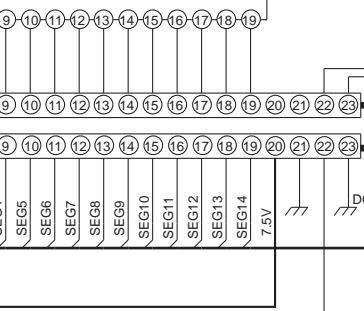 9 10 11 12 13 14 15 16 17 18 19
9 10 11 12 13 14 15 16 17 18 19 20 21 22 23
9 10 11 12 13 14 15 16 17 18 19 20 21 22 23
SEG5
SEG6
SEG7
SEG8
SEG9
SEG10
SEG11
SEG12
SEG13
SEG14
7.5V